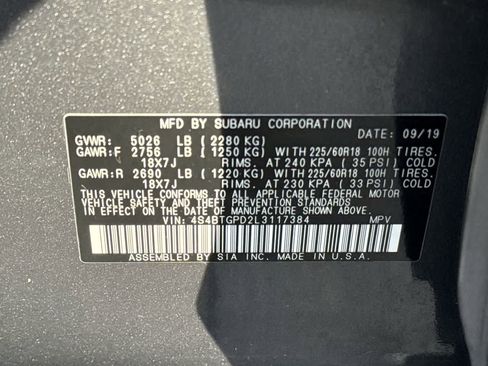 MFD BY SUBARU CORPORATION
DATE: 09/19
GVWR: 5026 LB (2280 KG)
GAWR:F 2756 LB (1250 KG) WITH 225/60R18 100H TIRES.
18X7J RIMS. AT 240 KPA (35 PSI) COLD
GAWR:R 2690 LB (1220 KG) WITH 225/60R18 100H TIRES.
18X7J RIMS. AT 230 KPA (33 PSI) COLD
THIS VEHICLE CONFORMS TO ALL APPLICABLE FEDERAL MOTOR
VEHICLE SAFETY AND BUMPER STANDARDS IN EFFECT ON THE
DATE OF MANUFACTURE SHOWN ABOVE.
VIN: 4S4BTGPD2L3117384 MPV
ASSEMBLED BY SIA INC. MADE IN U.S.A.